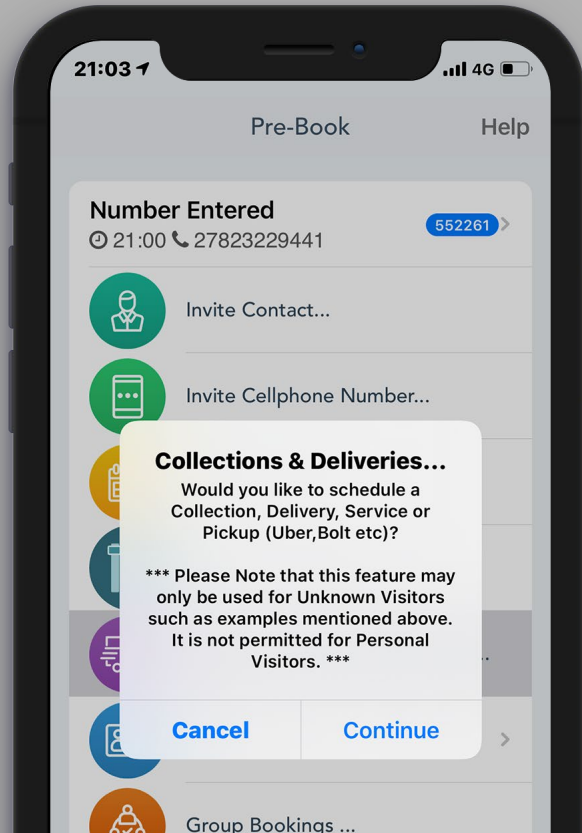 21:03 4G
Pre-Book
Help
Number Entered
21:00 27823229441
552261
Invite Contact...
Invite Cellphone Number...
Collections & Deliveries...
Would you like to schedule a
Collection, Delivery, Service or
Pickup (Uber,Bolt etc)?
*** Please Note that this feature may
only be used for Unknown Visitors
such as examples mentioned above.
It is not permitted for Personal
Visitors. ***
Cancel
Continue
Group Bookings ...